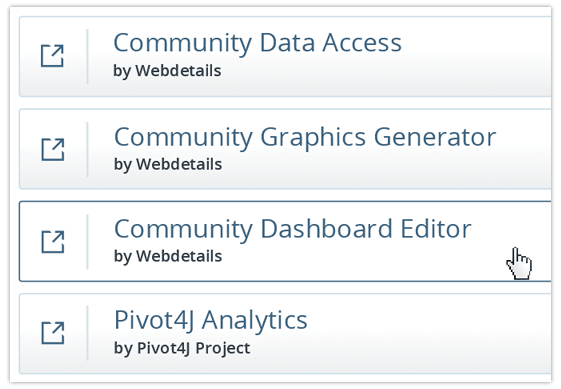 Community Data Access
by Webdetails
Community Graphics Generator
by Webdetails
Community Dashboard Editor
by Webdetails
Pivot4J Analytics
by Pivot4J Project